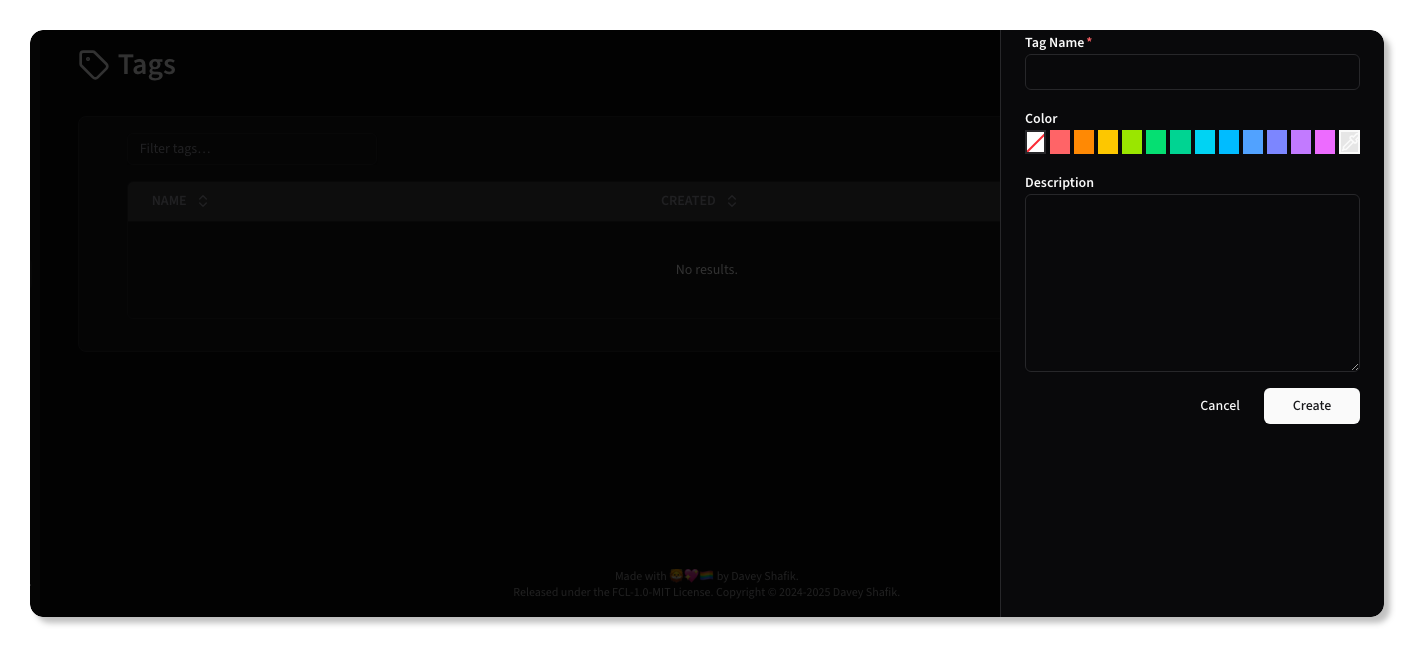 Tags
Filter tags...
NAME CREATED
No results.
Made with 🦁💖🏳️‍🌈 by Davey Shafik.
Released under the FCL-1.0-MIT License. Copyright © 2024-2025 Davey Shafik.
Tag Name *
Color
Description
Cancel Create